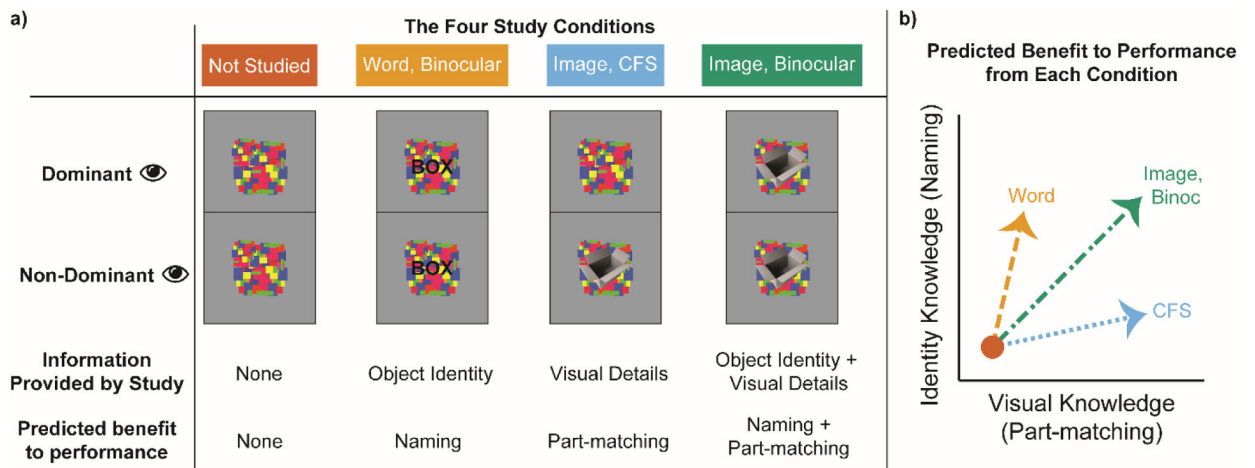 a)
The Four Study Conditions
Not Studied
Word, Binocular
Image, CFS
Image, Binocular
Dominant
BOX
Non-Dominant
BOX
Information
Provided by Study
None
Object Identity
Visual Details
Object Identity +
Visual Details
Predicted benefit
to performance
None
Naming
Part-matching
Naming +
Part-matching
b)
Predicted Benefit to Performance
from Each Condition
Identity Knowledge (Naming)
Word
Image,
Binoc
CFS
Visual Knowledge
(Part-matching)